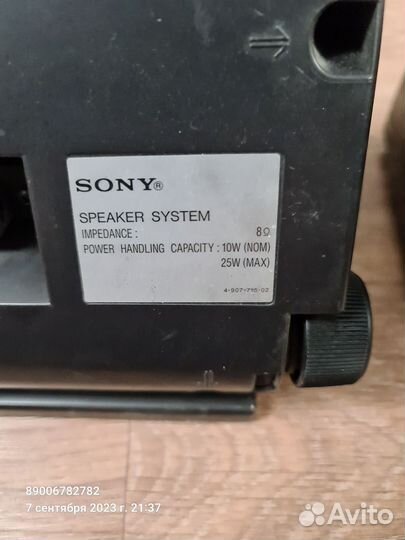 SONY®
SPEAKER SYSTEM
IMPEDANCE : 8Ω
POWER HANDLING CAPACITY : 10W (NOM)
25W (MAX)
4-907-716-02
89006782782
7 сентября 2023 г. 21:37
Avito